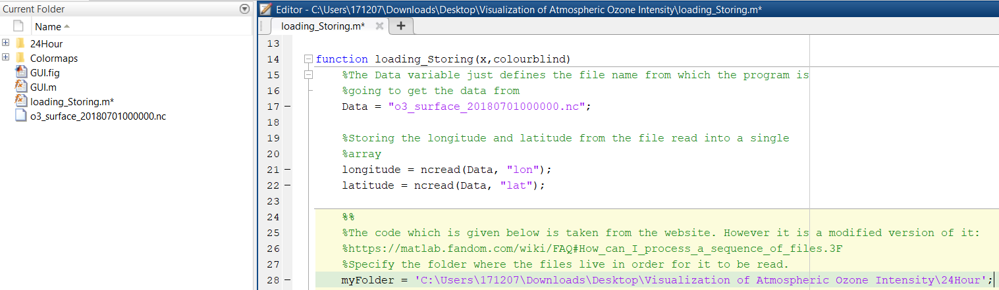 Current Folder
Name
24Hour
Colormaps
GUI.fig
GUI.m
loading_Storing.m*
o3_surface_20180701000000.nc
Editor - C:\Users\171207\Downloads\Desktop\Visualization of Atmospheric Ozone Intensity\loading_Storing.m*
loading_Storing.m*
13
14 function loading_Storing(x,colourblind)
15 %The Data variable just defines the file name from which the program is
16 %going to get the data from
17 Data = "o3_surface_20180701000000.nc";
18
19 %Storing the longitude and latitude from the file read into a single
20 %array
21 longitude = ncread(Data, "lon");
22 latitude = ncread(Data, "lat");
23
24 %%
25 %The code which is given below is taken from the website. However it is a modified version of it:
26 %https://matlab.fandom.com/wiki/FAQ#How_can_I_process_a_sequence_of_files.3F
27 %Specify the folder where the files live in order for it to be read.
28 myFolder = 'C:\Users\171207\Downloads\Desktop\Visualization of Atmospheric Ozone Intensity\24Hour';